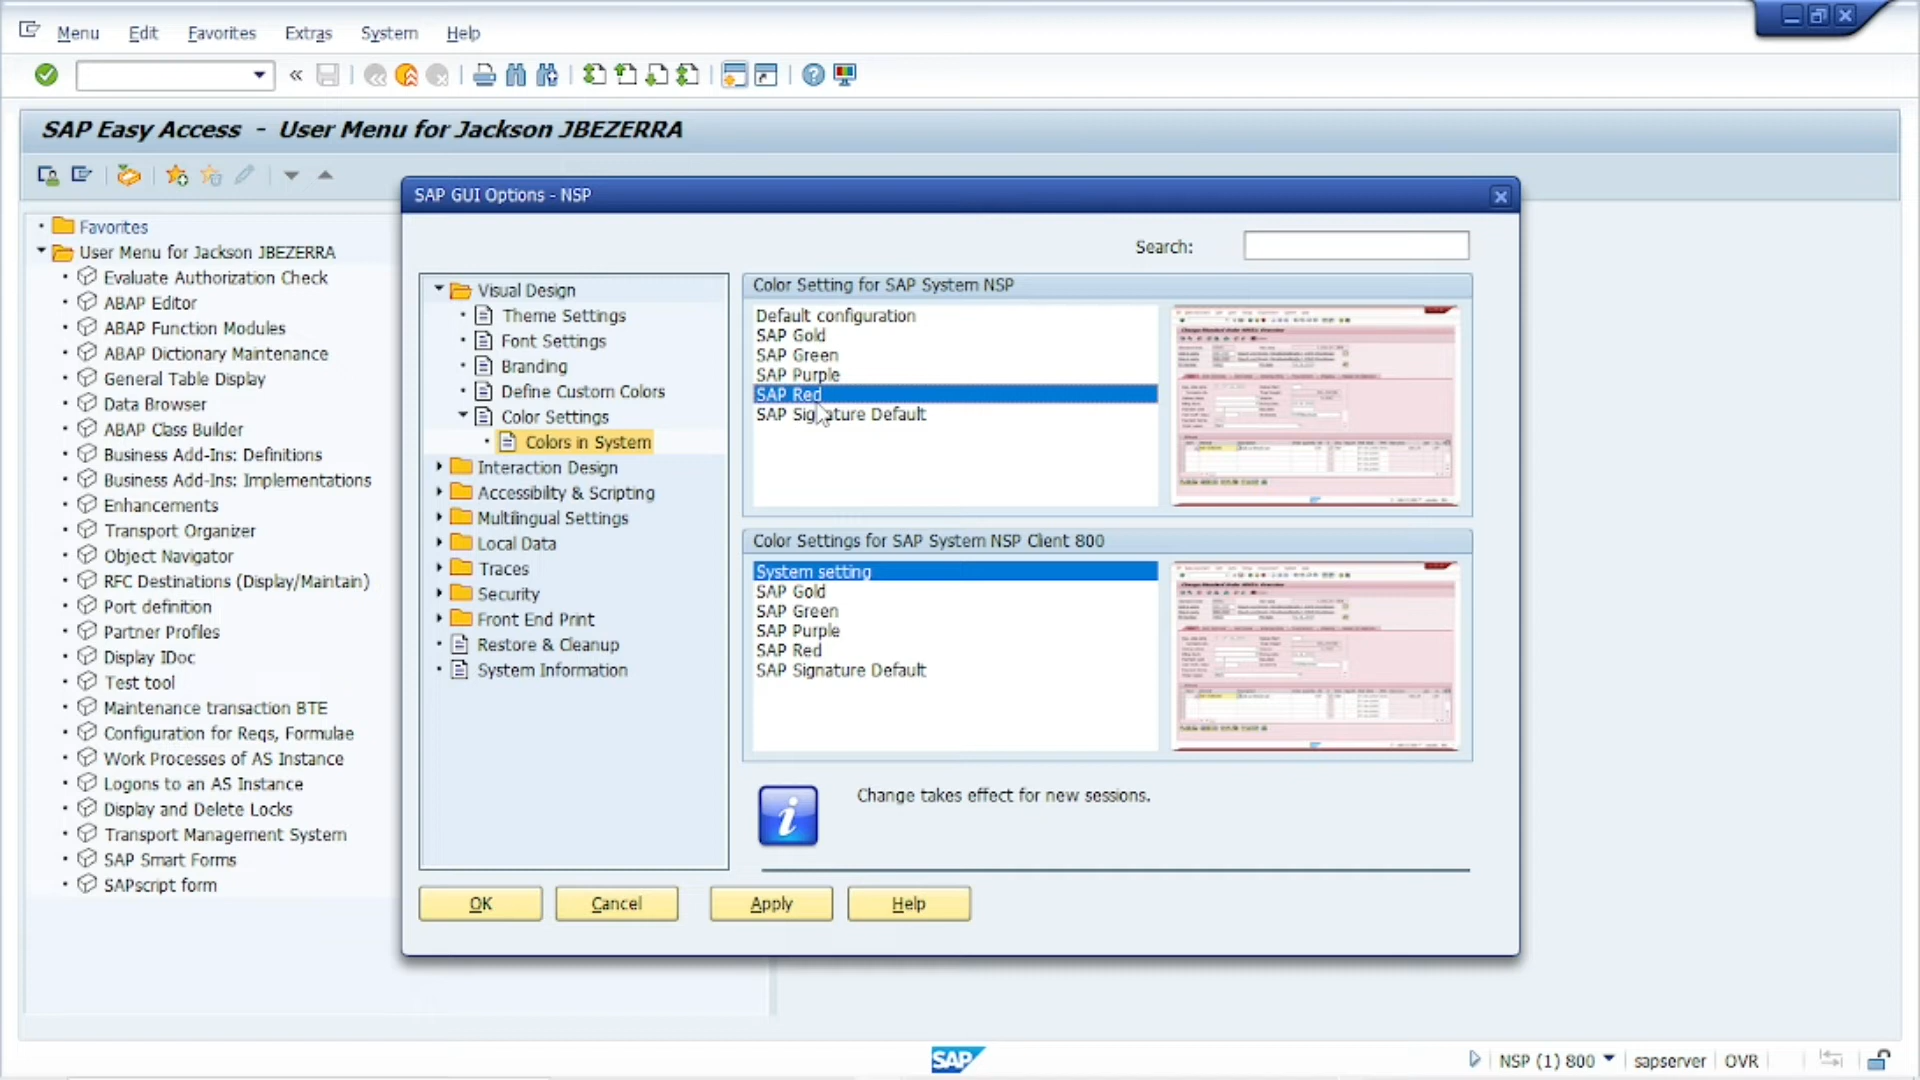 Menu Edit Favorites Extras System Help
SAP Easy Access - User Menu for Jackson JBEZERRA
SAP GUI Options - NSP
Search:
Favorites
User Menu for Jackson JBEZERRA
Evaluate Authorization Check
ABAP Editor
ABAP Function Modules
ABAP Dictionary Maintenance
General Table Display
Data Browser
ABAP Class Builder
Business Add-Ins: Definitions
Business Add-Ins: Implementations
Enhancements
Transport Organizer
Object Navigator
RFC Destinations (Display/Maintain)
Port definition
Partner Profiles
Display IDoc
Test tool
Maintenance transaction BTE
Configuration for Reqs, Formulae
Work Processes of AS Instance
Logons to an AS Instance
Display and Delete Locks
Transport Management System
SAP Smart Forms
SAPscript form
Visual Design
Theme Settings
Font Settings
Branding
Define Custom Colors
Color Settings
Colors in System
Interaction Design
Accessibility & Scripting
Multilingual Settings
Local Data
Traces
Security
Front End Print
Restore & Cleanup
System Information
Color Setting for SAP System NSP
Default configuration
SAP Gold
SAP Green
SAP Purple
SAP Red
SAP Signature Default
Color Settings for SAP System NSP Client 800
System setting
SAP Gold
SAP Green
SAP Purple
SAP Red
SAP Signature Default
Change takes effect for new sessions.
OK Cancel Apply Help
SAP
NSP (1) 800 sapserver OVR